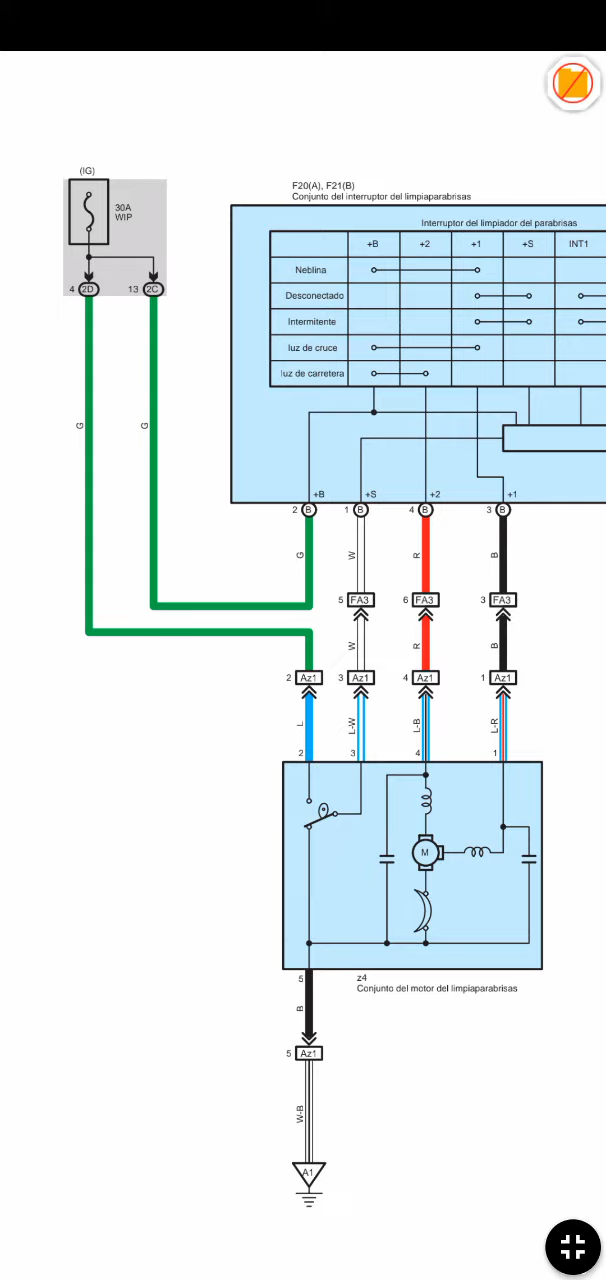 (IG)
30A
WIP
4 2D
13 2C
F20(A), F21(B)
Conjunto del interruptor del limpiaparabrisas
Interruptor del limpiador del parabrisas
+B +2 +1 +S INT1
Neblina
Desconectado
Intermitente
luz de cruce
luz de carretera
G G
+B +S +2 +1
2 B 1 B 4 B 3 B
G W R B
5 FA3 6 FA3 3 FA3
W R B
2 Az1 3 Az1 4 Az1 1 Az1
L L-W L-B L-R
2 3 4 1
M
5
z4
Conjunto del motor del limpiaparabrisas
B
5 Az1
W-B
A1